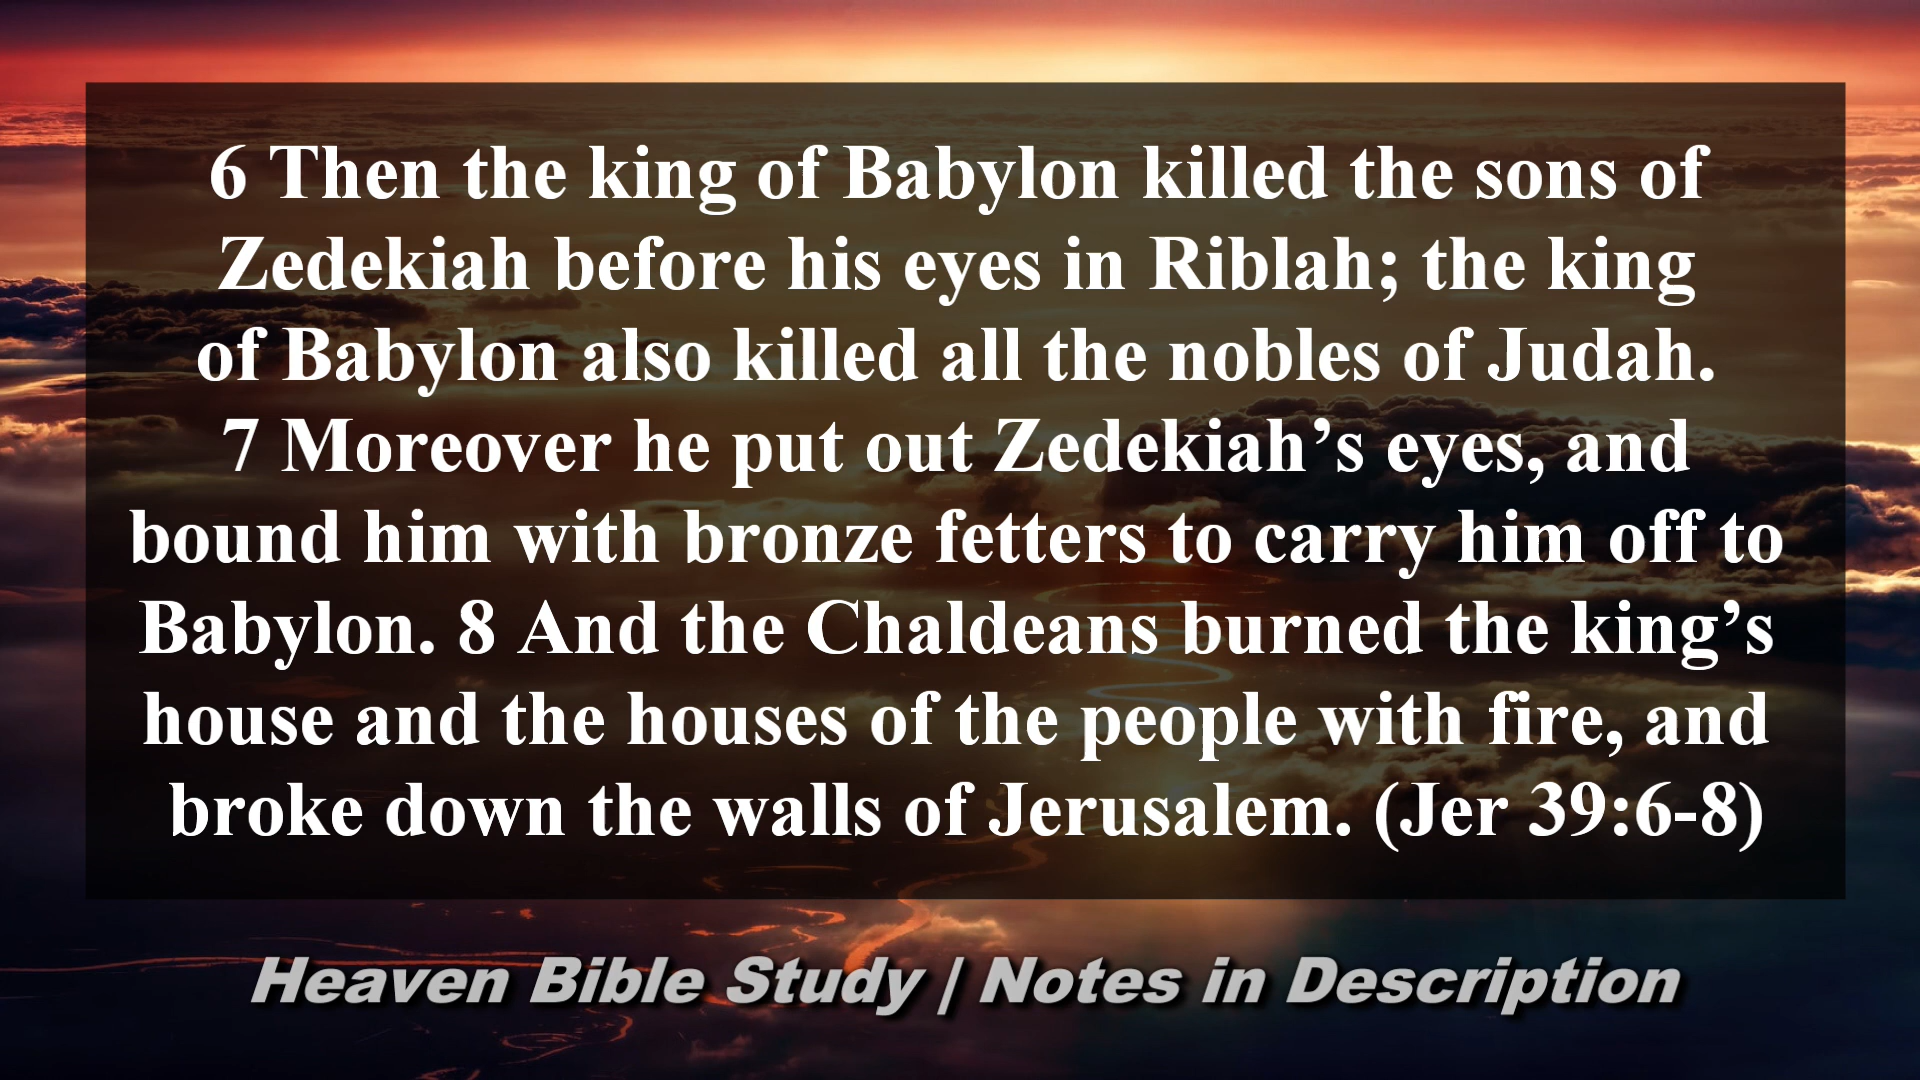 6 Then the king of Babylon killed the sons of
Zedekiah before his eyes in Riblah; the king
of Babylon also killed all the nobles of Judah.
7 Moreover he put out Zedekiah’s eyes, and
bound him with bronze fetters to carry him off to
Babylon. 8 And the Chaldeans burned the king’s
house and the houses of the people with fire, and
broke down the walls of Jerusalem. (Jer 39:6-8)
Heaven Bible Study | Notes in Description